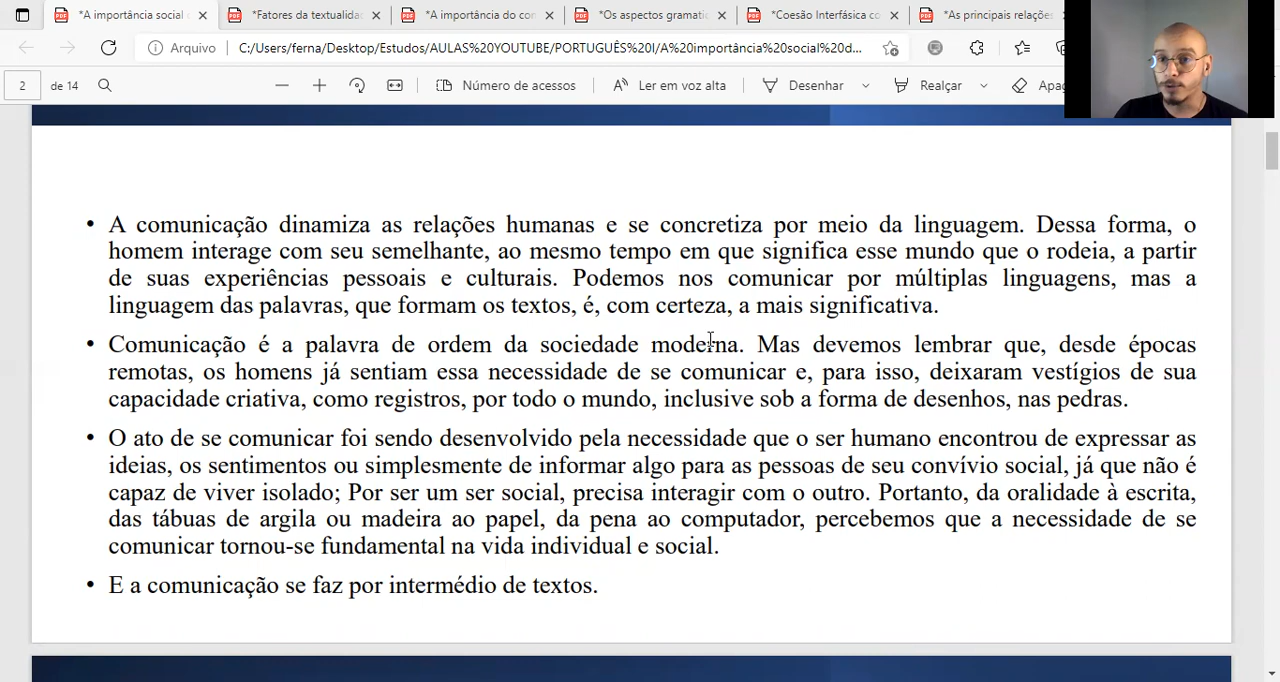 *A importância social
*Fatores da textualida
*A importância do con
*Os aspectos gramatic
*Coesão Interfásica co
*As principais relaçõe
Arquivo
C:/Users/ferna/Desktop/Estudos/AULAS%20YOUTUBE/PORTUGUÊS%20I/A%20importância%20social%20d...
2 de 14
Número de acessos
Ler em voz alta
Desenhar
Realçar
Apag
• A comunicação dinamiza as relações humanas e se concretiza por meio da linguagem. Dessa forma, o
homem interage com seu semelhante, ao mesmo tempo em que significa esse mundo que o rodeia, a partir
de suas experiências pessoais e culturais. Podemos nos comunicar por múltiplas linguagens, mas a
linguagem das palavras, que formam os textos, é, com certeza, a mais significativa.
• Comunicação é a palavra de ordem da sociedade moderna. Mas devemos lembrar que, desde épocas
remotas, os homens já sentiam essa necessidade de se comunicar e, para isso, deixaram vestígios de sua
capacidade criativa, como registros, por todo o mundo, inclusive sob a forma de desenhos, nas pedras.
• O ato de se comunicar foi sendo desenvolvido pela necessidade que o ser humano encontrou de expressar as
ideias, os sentimentos ou simplesmente de informar algo para as pessoas de seu convívio social, já que não é
capaz de viver isolado; Por ser um ser social, precisa interagir com o outro. Portanto, da oralidade à escrita,
das tábuas de argila ou madeira ao papel, da pena ao computador, percebemos que a necessidade de se
comunicar tornou-se fundamental na vida individual e social.
• E a comunicação se faz por intermédio de textos.